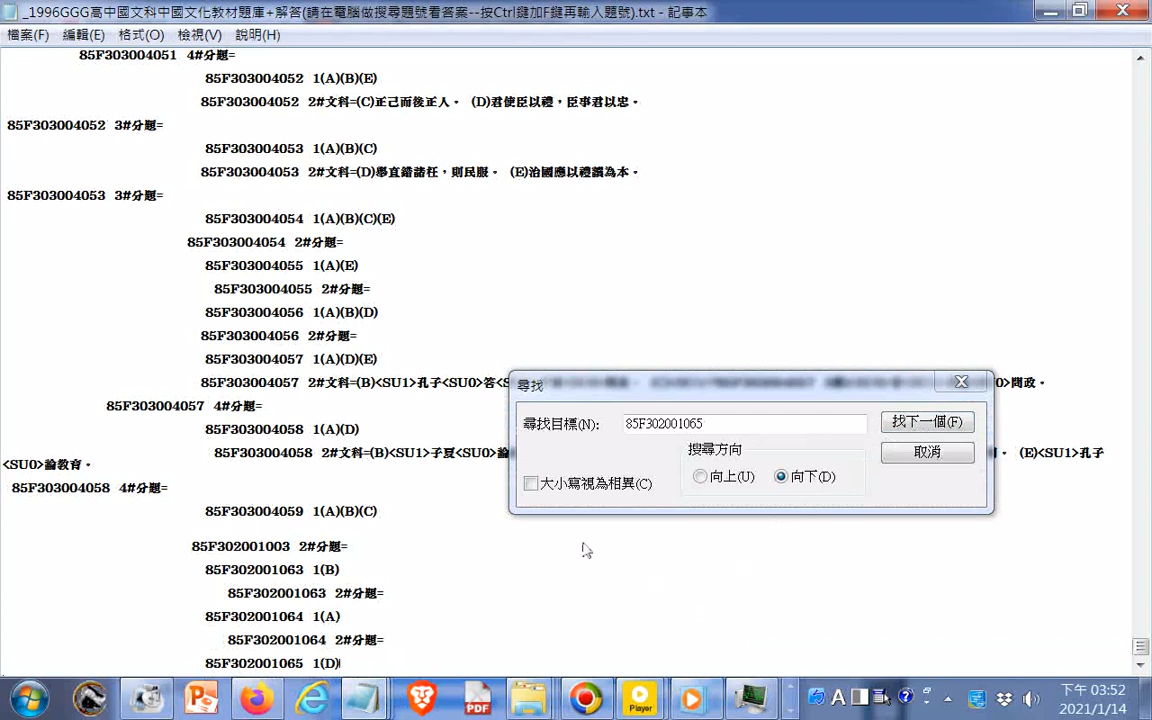 _1996GGG高中國文科中國文化教材題庫+解答(請在電腦做搜尋題號看答案--按Ctrl鍵加F鍵再輸入題號).txt - 記事本
檔案(F) 編輯(E) 格式(O) 檢視(V) 說明(H)
85F303004051 4#分題=
85F303004052 1(A)(B)(E)
85F303004052 2#文科=(C)正己而後正人。 (D)君使臣以禮，臣事君以忠。
85F303004052 3#分題=
85F303004053 1(A)(B)(C)
85F303004053 2#文科=(D)舉直錯諸枉，則民服。 (E)治國應以禮讓為本。
85F303004053 3#分題=
85F303004054 1(A)(B)(C)(E)
85F303004054 2#分題=
85F303004055 1(A)(E)
85F303004055 2#分題=
85F303004056 1(A)(B)(D)
85F303004056 2#分題=
85F303004057 1(A)(D)(E)
85F303004057 2#文科=(B)<SU1>孔子<SU0>答<S 0>問政。
85F303004057 4#分題=
85F303004058 1(A)(D)
85F303004058 2#文科=(B)<SU1>子夏<SU0>論 。 (E)<SU1>孔子
<SU0>論教育。
85F303004058 4#分題=
85F303004059 1(A)(B)(C)
85F302001003 2#分題=
85F302001063 1(B)
85F302001063 2#分題=
85F302001064 1(A)
85F302001064 2#分題=
85F302001065 1(D)
尋找
尋找目標(N): 85F302001065 找下一個(F)
搜尋方向 取消
大小寫視為相異(C) 向上(U) 向下(D)
PDF
Player
A
下午 03:52
2021/1/14